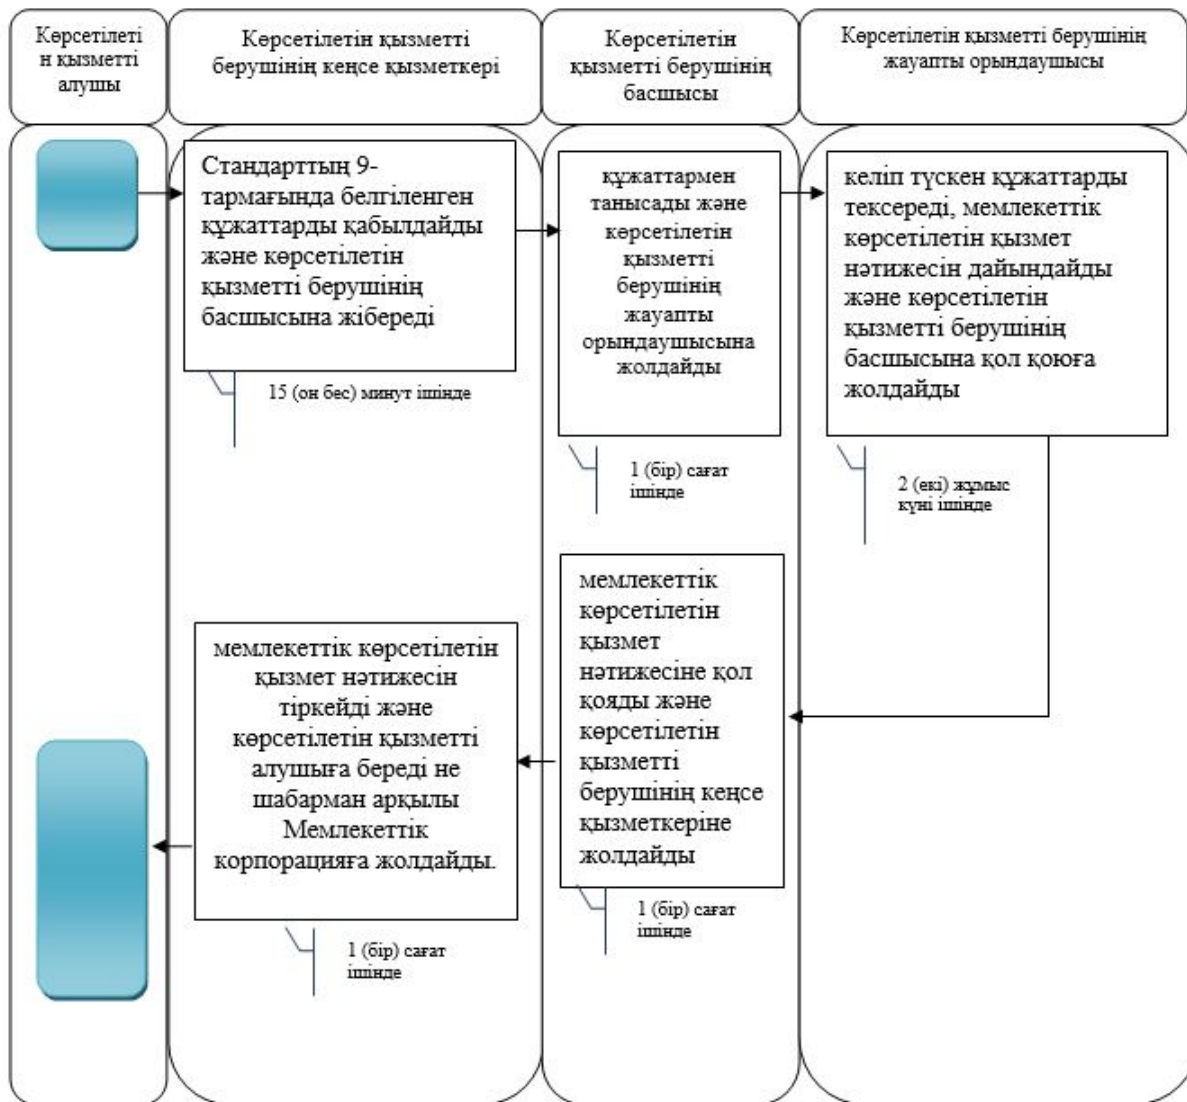 Көрсетілеті
н қызметті
алушы
Көрсетілетін қызметті
берушінің кеңсе қызметкері
Көрсетілетін
қызметті берушінің
басшысы
Көрсетілетін қызметті берушінің
жауапты орындаушысы
Стандарттың 9-
тармағында белгіленген
құжаттарды қабылдайды
және көрсетілетін
қызметті берушінің
басшысына жібереді
15 (он бес) минут ішінде
құжаттармен
танысады және
көрсетілетін
қызметті
берушінің
жауапты
орындаушысына
жолдайды
1 (бір) сағат
ішінде
келіп түскен құжаттарды
тексереді, мемлекеттік
көрсетілетін қызмет
нәтижесін дайындайды
және көрсетілетін
қызметті берушінің
басшысына қол қоюға
жолдайды
2 (екі) жұмыс
күні ішінде
мемлекеттік
көрсетілетін
қызмет
нәтижесіне қол
қояды және
көрсетілетін
қызметті
берушінің кеңсе
қызметкеріне
жолдайды
1 (бір) сағат
ішінде
мемлекеттік көрсетілетін
қызмет нәтижесін
тіркейді және
көрсетілетін қызметті
алушыға береді не
шабарман арқылы
Мемлекеттік
корпорацияға жолдайды.
1 (бір) сағат
ішінде